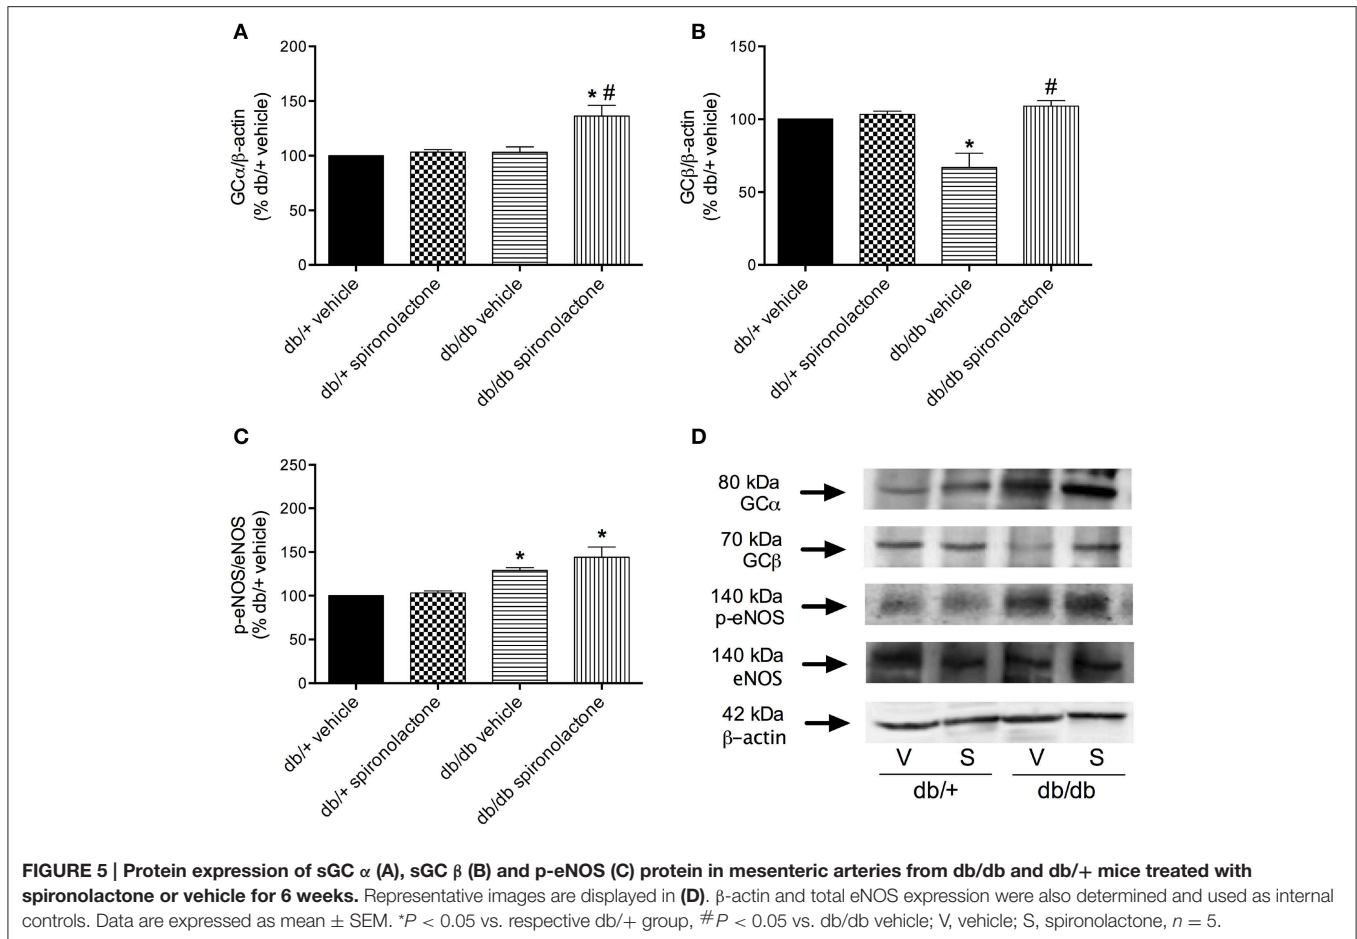 A
200
150
100
50
0
GCα/β-actin
(% db/+ vehicle)
* #
db/+ vehicle
db/+ spironolactone
db/db vehicle
db/db spironolactone
B
150
100
50
0
GCβ/β-actin
(% db/+ vehicle)
*
#
db/+ vehicle
db/+ spironolactone
db/db vehicle
db/db spironolactone
C
250
200
150
100
50
0
p-eNOS/eNOS
(% db/+ vehicle)
*
*
db/+ vehicle
db/+ spironolactone
db/db vehicle
db/db spironolactone
D
80 kDa
GCα
70 kDa
GCβ
140 kDa
p-eNOS
140 kDa
eNOS
42 kDa
β-actin
V S V S
db/+ db/db
FIGURE 5 | Protein expression of sGC α (A), sGC β (B) and p-eNOS (C) protein in mesenteric arteries from db/db and db/+ mice treated with
spironolactone or vehicle for 6 weeks. Representative images are displayed in (D). β-actin and total eNOS expression were also determined and used as internal
controls. Data are expressed as mean ± SEM. *P < 0.05 vs. respective db/+ group, #P < 0.05 vs. db/db vehicle; V, vehicle; S, spironolactone, n = 5.